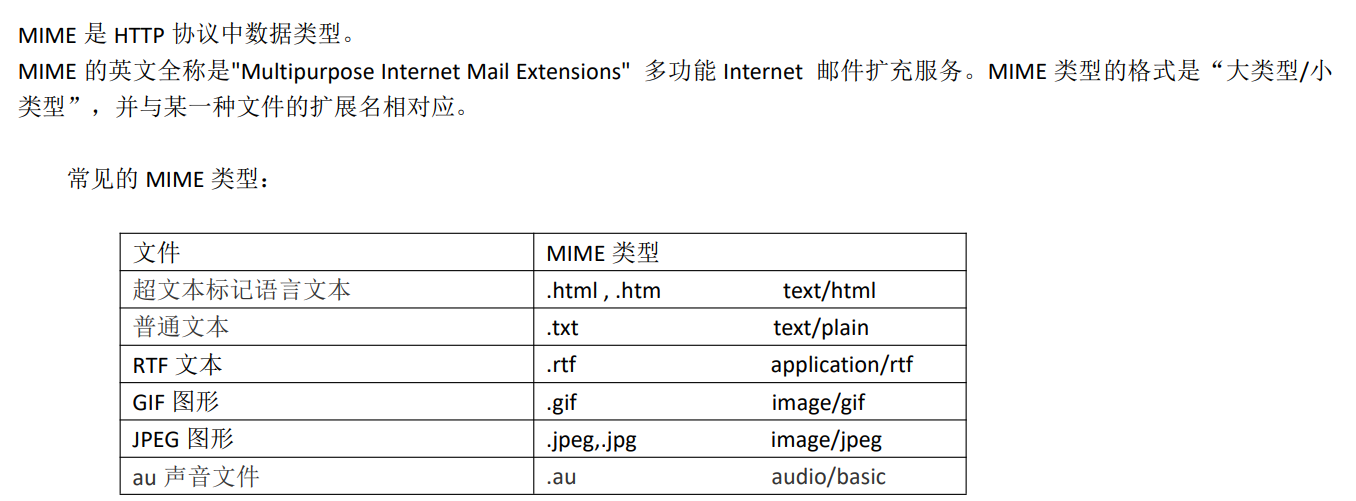 MIME 是 HTTP 协议中数据类型。
MIME 的英文全称是"Multipurpose Internet Mail Extensions" 多功能 Internet 邮件扩充服务。MIME 类型的格式是“大类型/小
类型”，并与某一种文件的扩展名相对应。
常见的 MIME 类型：
文件 MIME 类型
超文本标记语言文本 .html , .htm text/html
普通文本 .txt text/plain
RTF 文本 .rtf application/rtf
GIF 图形 .gif image/gif
JPEG 图形 .jpeg,.jpg image/jpeg
au 声音文件 .au audio/basic